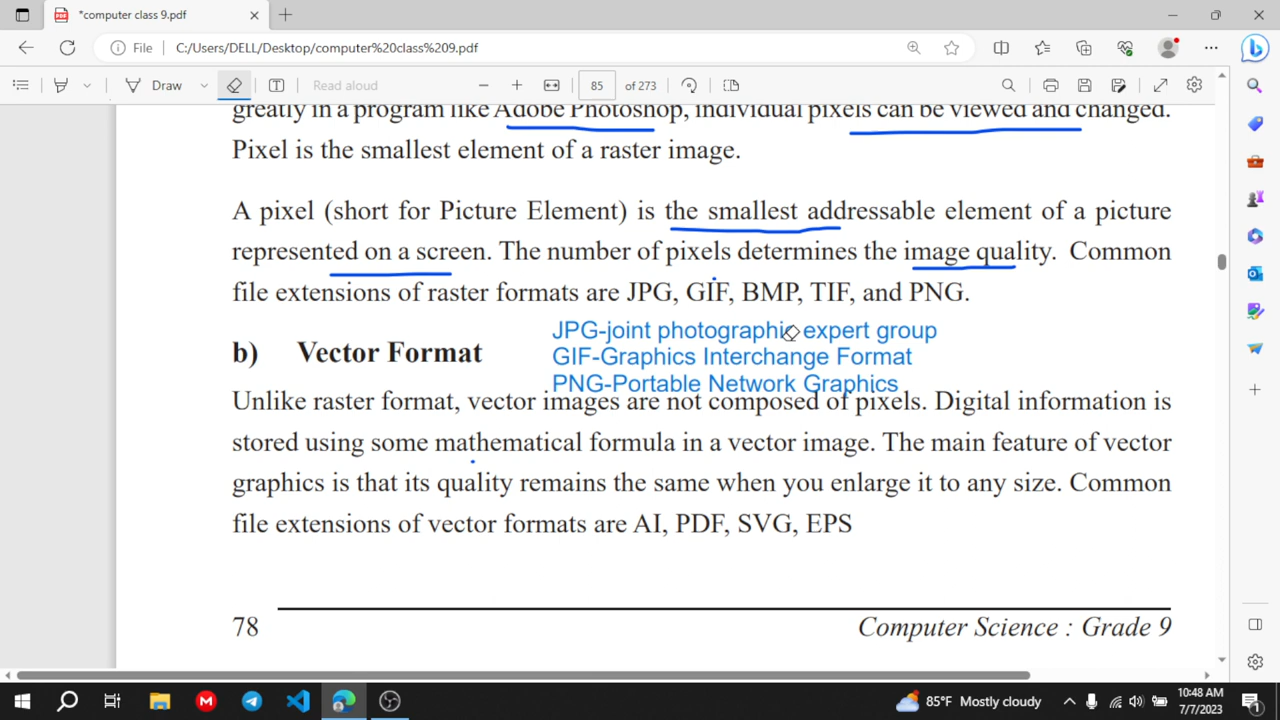 *computer class 9.pdf
File
C:/Users/DELL/Desktop/computer%20class%209.pdf
Draw
Read aloud
85
of 273
greatly in a program like Adobe Photoshop, individual pixels can be viewed and changed.
Pixel is the smallest element of a raster image.
A pixel (short for Picture Element) is the smallest addressable element of a picture
represented on a screen. The number of pixels determines the image quality. Common
file extensions of raster formats are JPG, GIF, BMP, TIF, and PNG.
JPG-joint photographic expert group
GIF-Graphics Interchange Format
PNG-Portable Network Graphics
b) Vector Format
Unlike raster format, vector images are not composed of pixels. Digital information is
stored using some mathematical formula in a vector image. The main feature of vector
graphics is that its quality remains the same when you enlarge it to any size. Common
file extensions of vector formats are AI, PDF, SVG, EPS
78
Computer Science : Grade 9
85°F Mostly cloudy
10:48 AM
7/7/2023
1